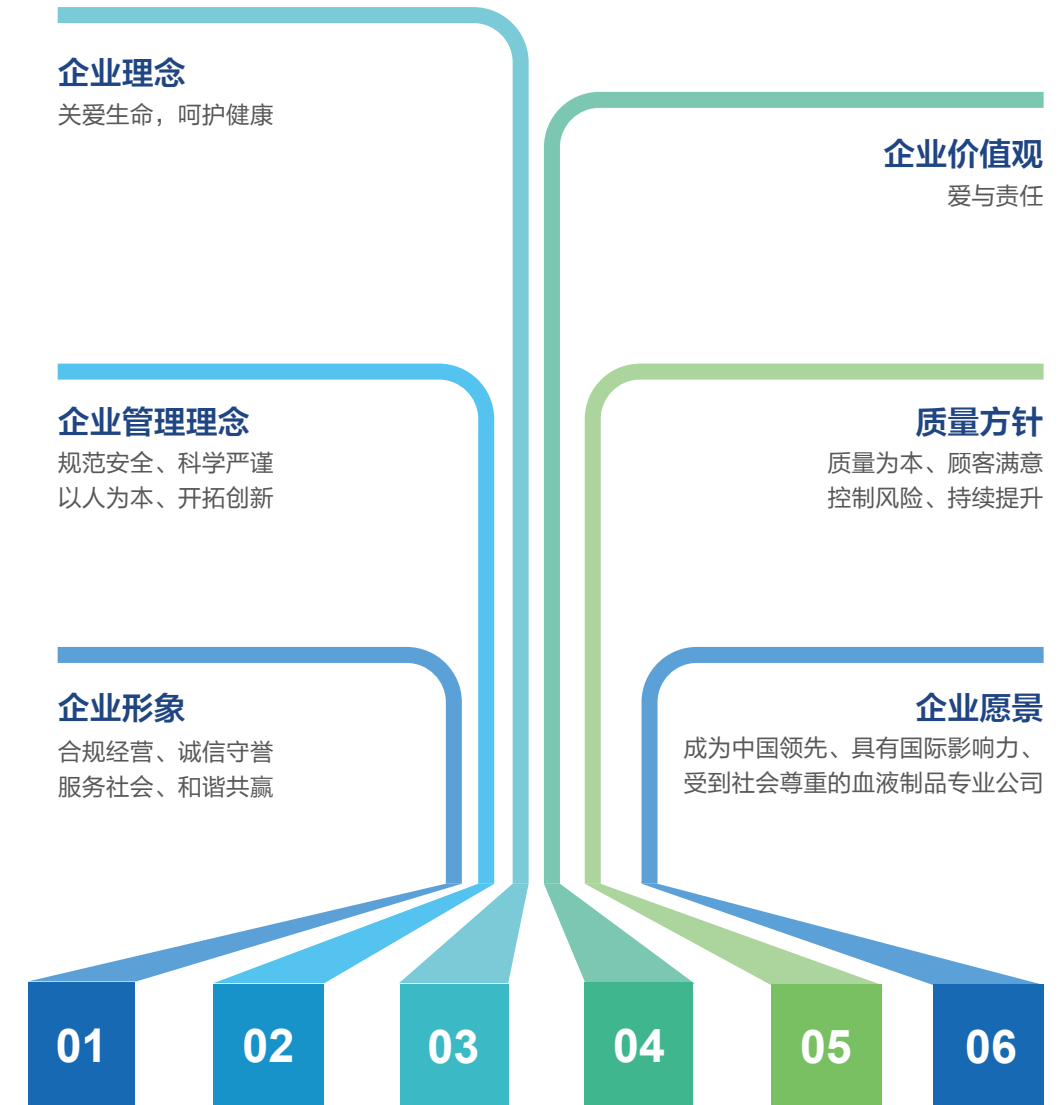 企业理念
关爱生命，呵护健康
企业价值观
爱与责任
企业管理理念
规范安全、科学严谨
以人为本、开拓创新
质量方针
质量为本、顾客满意
控制风险、持续提升
企业形象
合规经营、诚信守誉
服务社会、和谐共赢
企业愿景
成为中国领先、具有国际影响力、
受到社会尊重的血液制品专业公司
01
02
03
04
05
06